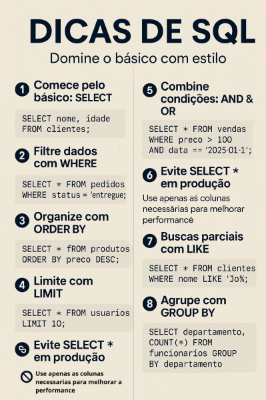 DICAS DE SQL
Domine o básico com estilo
1 Comece pelo
básico: SELECT
SELECT nome, idade
FROM clientes;
2 Filtre dados
com WHERE
SELECT * FROM pedidos
WHERE status = 'entregue;
3 Organize com
ORDER BY
SELECT * FROM produtos
ORDER BY preco DESC;
4 Limite com
LIMIT
SELECT * FROM usuarios
LIMIT 10;
Evite SELECT *
em produção
Use apenas as colunas
necessarias para melhorar a
performance
5 Combine
condições: AND &
OR
SELECT * FROM vendas
WHERE preco > 100
AND data == '2025-01-1';
6 Evite SELECT *
em produção
Use apenas as colunas
necessárias para melhorar
performance
7 Buscas parciais
com LIKE
SELECT * FROM clientes
WHERE nome LIKE 'Jo%;
8 Agrupe com
GROUP BY
SELECT departamento,
COUNT(*) FROM
funcionarios GROUP
BY departamento